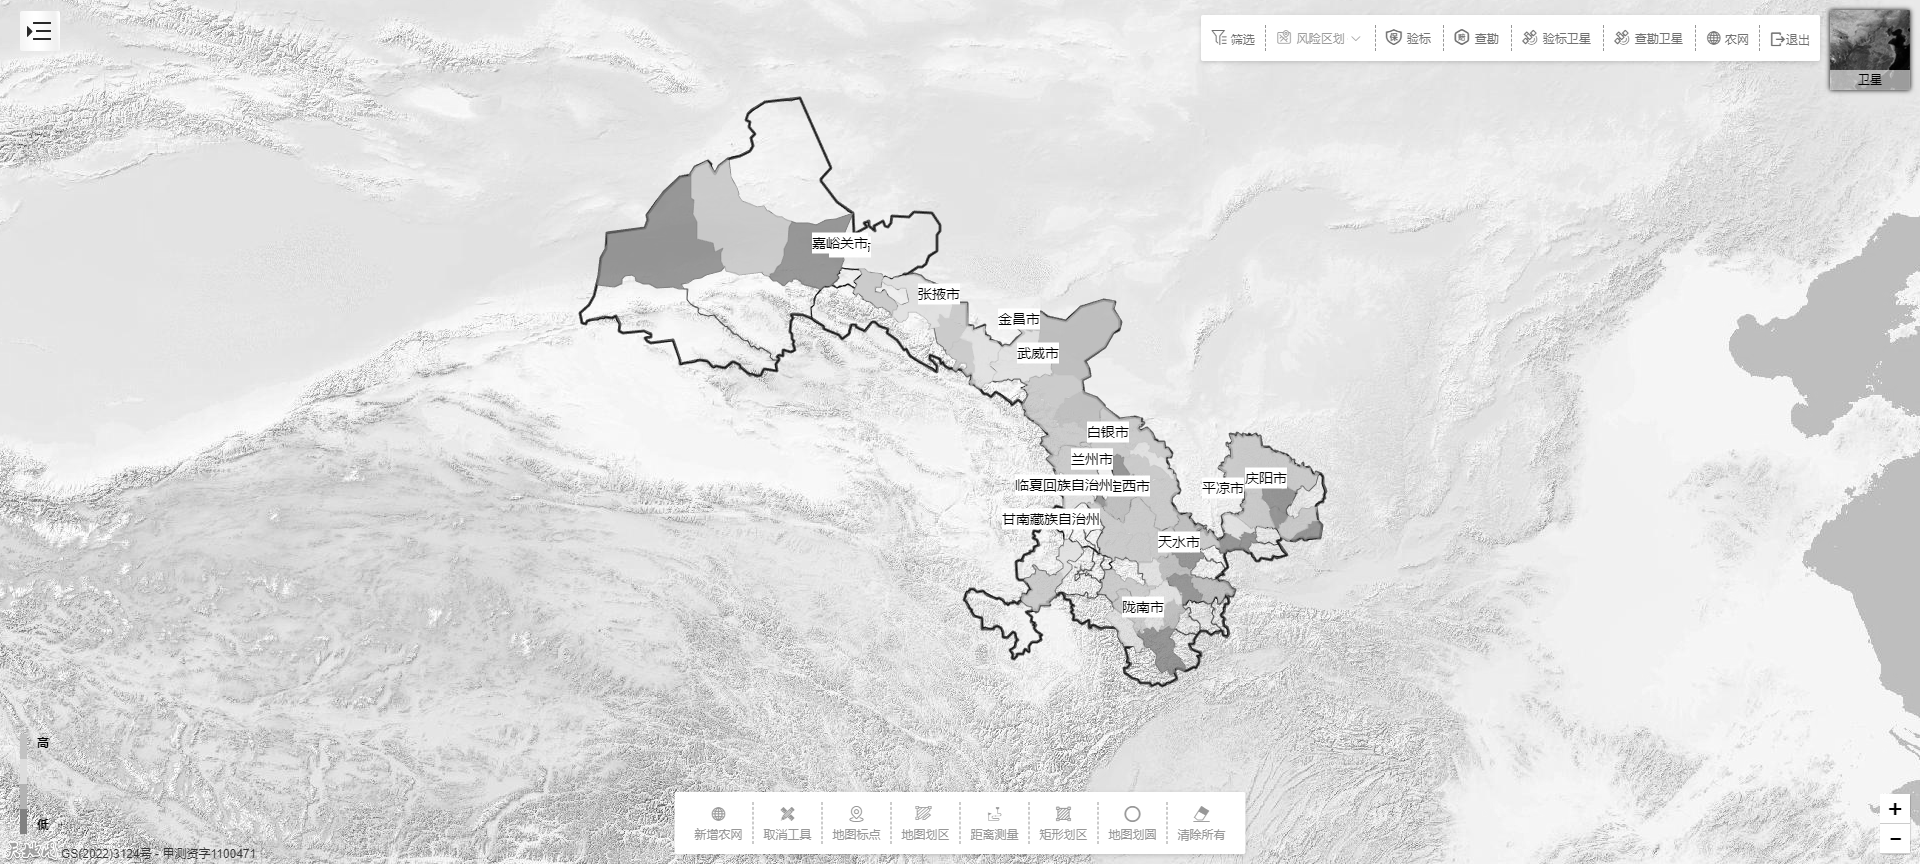 筛选 风险区划 验标 查勘 验标卫星 查勘卫星 农网 退出
卫星
嘉峪关市
张掖市
金昌市
武威市
白银市
兰州市
临夏回族自治州
定西市
平凉市
庆阳市
甘南藏族自治州
天水市
陇南市
高
低
新增农网 取消工具 地图标点 地图划区 距离测量 矩形划区 地图划圆 清除所有
+
−
GS(2022)3124号 - 甲测资字1100471